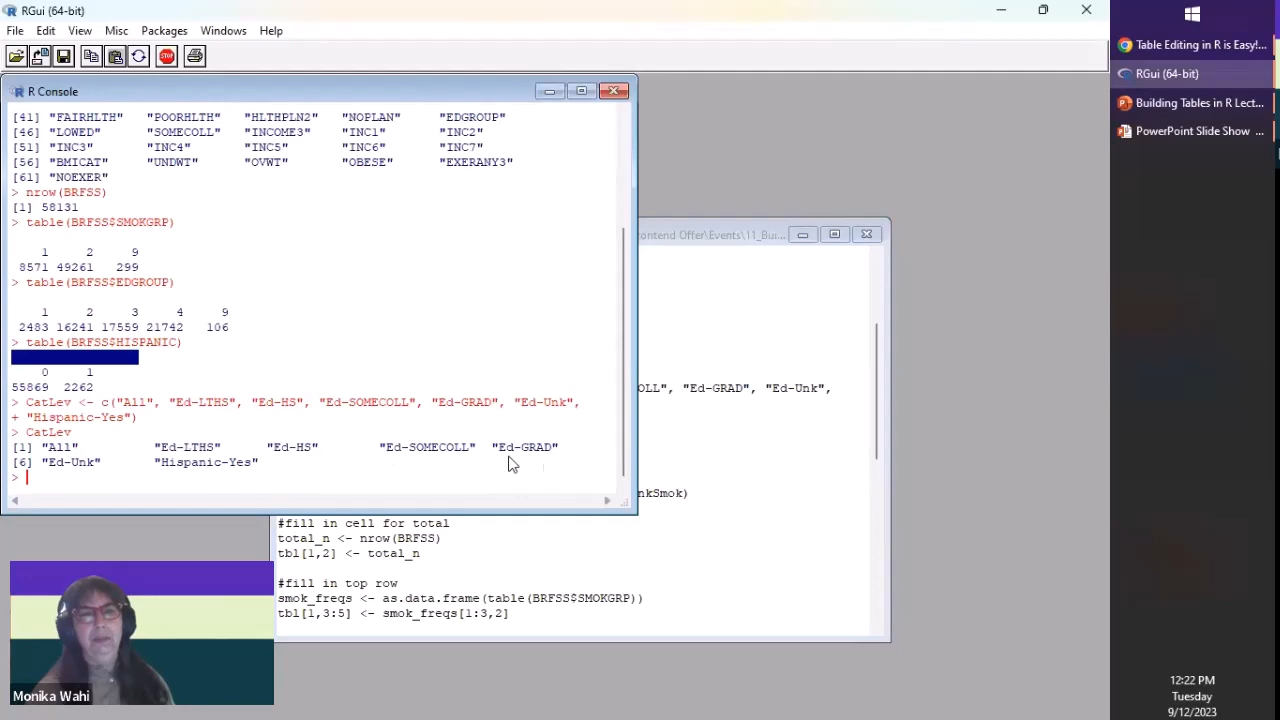 RGui (64-bit)
File Edit View Misc Packages Windows Help
STOP
R Console
[41] "FAIRHLTH" "POORHLTH" "HLTHPLN2" "NOPLAN" "EDGROUP"
[46] "LOWED" "SOMECOLL" "INCOME3" "INC1" "INC2"
[51] "INC3" "INC4" "INC5" "INC6" "INC7"
[56] "BMICAT" "UNDWT" "OVWT" "OBESE" "EXERANY3"
[61] "NOEXER"
> nrow(BRFSS)
[1] 58131
> table(BRFSS$SMOKGRP)
1 2 9
8571 49261 299
> table(BRFSS$EDGROUP)
1 2 3 4 9
2483 16241 17559 21742 106
> table(BRFSS$HISPANIC)
0 1
55869 2262
> CatLev <- c("All", "Ed-LTHS", "Ed-HS", "Ed-SOMECOLL", "Ed-GRAD", "Ed-Unk",
+ "Hispanic-Yes")
> CatLev
[1] "All" "Ed-LTHS" "Ed-HS" "Ed-SOMECOLL" "Ed-GRAD"
[6] "Ed-Unk" "Hispanic-Yes"
>
ontend Offer\Events\11_Bui...
OLL", "Ed-GRAD", "Ed-Unk",
nkSmok)
#fill in cell for total
total_n <- nrow(BRFSS)
tbl[1,2] <- total_n
#fill in top row
smok_freqs <- as.data.frame(table(BRFSS$SMOKGRP))
tbl[1,3:5] <- smok_freqs[1:3,2]
Monika Wahi
Table Editing in R is Easy!...
RGui (64-bit)
Building Tables in R Lect...
PowerPoint Slide Show ...
12:22 PM
Tuesday
9/12/2023